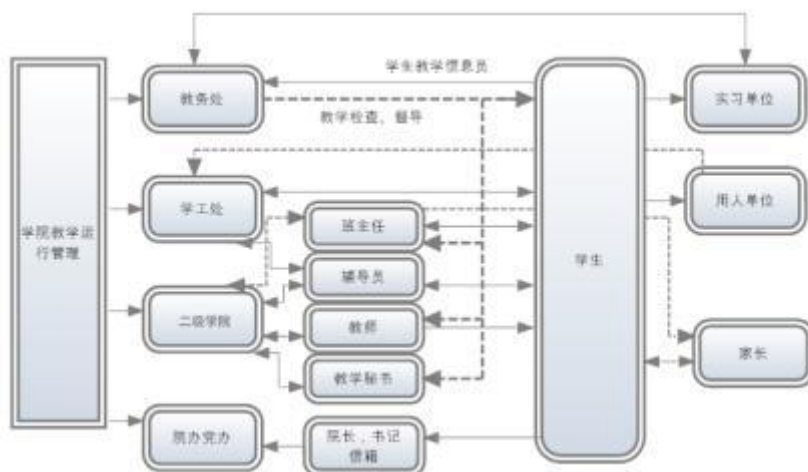 学生教学信息员
教务处
实习单位
教学检查、督导
学工处
用人单位
班主任
学院教学运
行管理
学生
辅导员
二级学院
教师
家长
教学秘书
院办党办
院长，书记
信箱